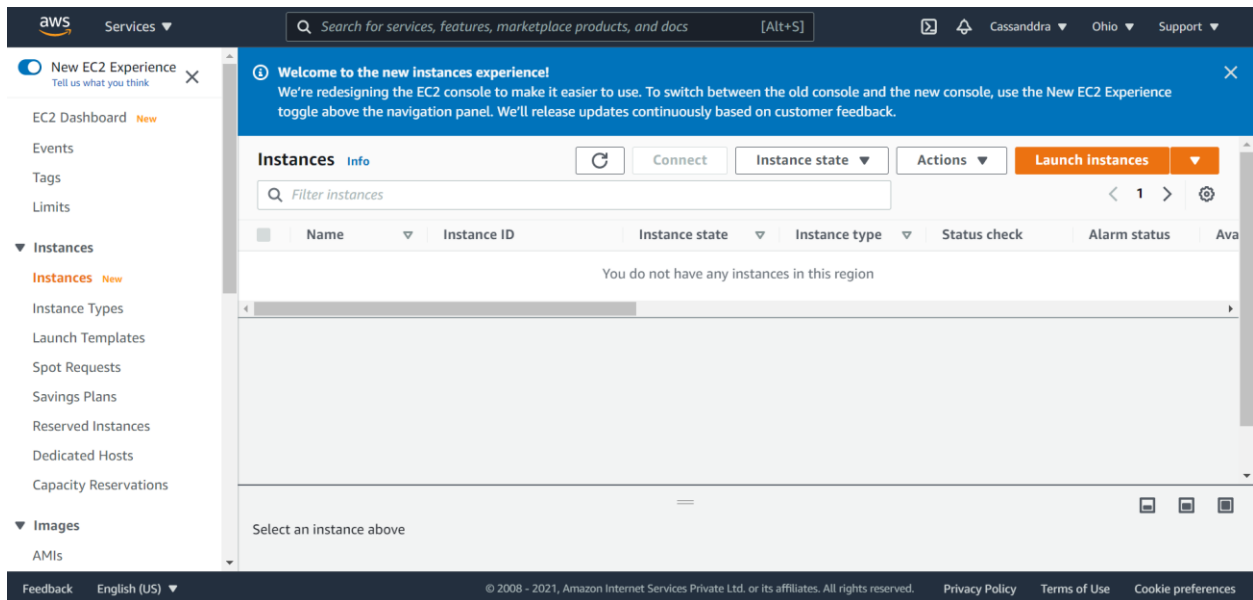 aws Services ▼ Search for services, features, marketplace products, and docs [Alt+S] Cassanddra ▼ Ohio ▼ Support ▼
New EC2 Experience
Tell us what you think
EC2 Dashboard New
Events
Tags
Limits
▼ Instances
Instances New
Instance Types
Launch Templates
Spot Requests
Savings Plans
Reserved Instances
Dedicated Hosts
Capacity Reservations
▼ Images
AMIs
Welcome to the new instances experience!
We're redesigning the EC2 console to make it easier to use. To switch between the old console and the new console, use the New EC2 Experience
toggle above the navigation panel. We'll release updates continuously based on customer feedback.
Instances Info Connect Instance state ▼ Actions ▼ Launch instances ▼
Filter instances 1
Name Instance ID Instance state Instance type Status check Alarm status Ava
You do not have any instances in this region
Select an instance above
Feedback English (US) ▼ © 2008 - 2021, Amazon Internet Services Private Ltd. or its affiliates. All rights reserved. Privacy Policy Terms of Use Cookie preferences